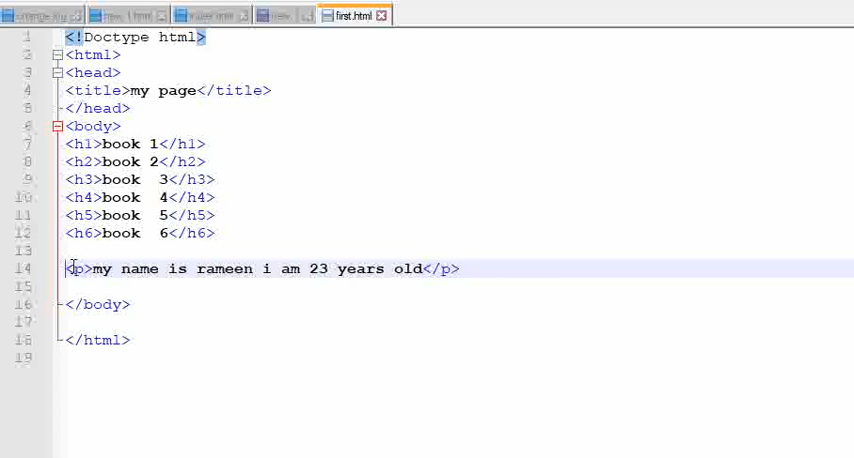 first.html
1 <!Doctype html>
2 <html>
3 <head>
4 <title>my page</title>
5 </head>
6 <body>
7 <h1>book 1</h1>
8 <h2>book 2</h2>
9 <h3>book  3</h3>
10 <h4>book  4</h4>
11 <h5>book  5</h5>
12 <h6>book  6</h6>
13
14 <p>my name is rameen i am 23 years old</p>
15
16 </body>
17
18 </html>
19